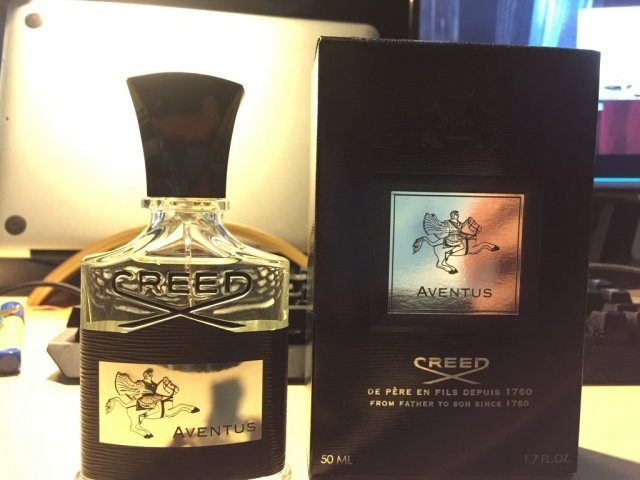 CREED
AVENTUS
AVENTUS
CREED
DE PÈRE EN FILS DEPUIS 1760
FROM FATHER TO SON SINCE 1760
50 ML
1,7 FL.OZ.